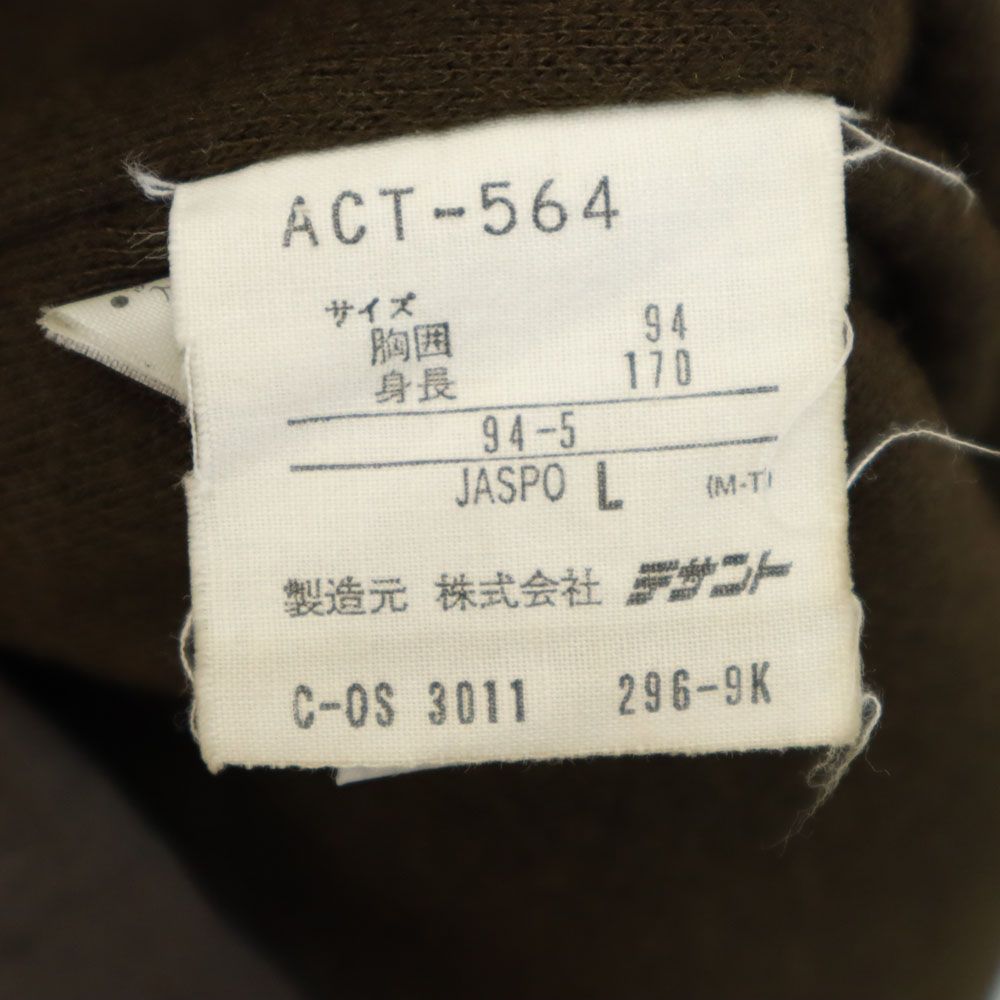 ACT-564
サイズ
胸囲 94
身長 170
94-5
JASPO L (M-T)
製造元 株式会社 デサント
C-OS 3011 296-9K